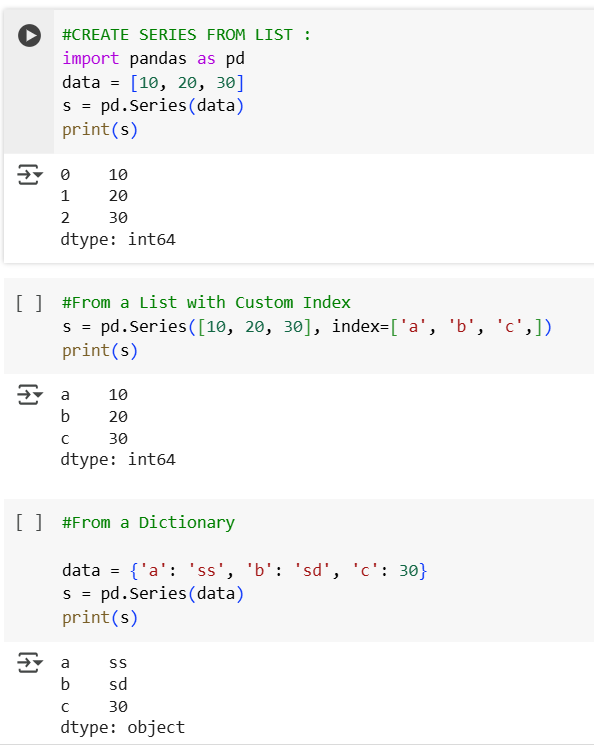 #CREATE SERIES FROM LIST :
import pandas as pd
data = [10, 20, 30]
s = pd.Series(data)
print(s)
0    10
1    20
2    30
dtype: int64
[ ] #From a List with Custom Index
s = pd.Series([10, 20, 30], index=['a', 'b', 'c',])
print(s)
a    10
b    20
c    30
dtype: int64
[ ] #From a Dictionary
data = {'a': 'ss', 'b': 'sd', 'c': 30}
s = pd.Series(data)
print(s)
a    ss
b    sd
c    30
dtype: object